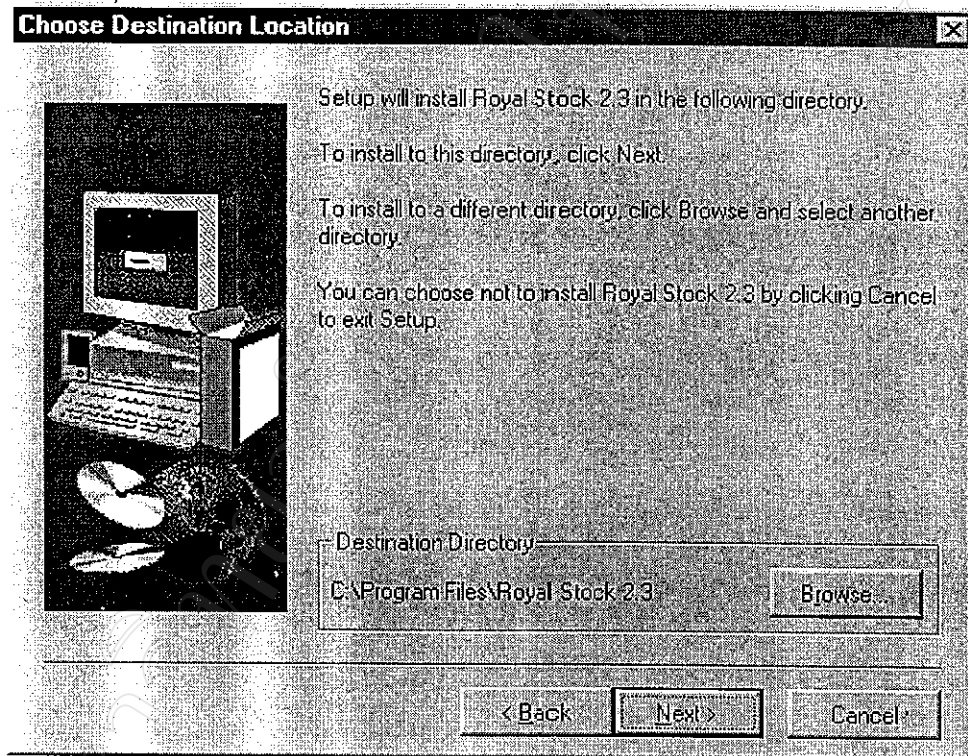 Choose Destination Location
Setup will install Royal Stock 2.3 in the following directory.
To install to this directory, click Next.
To install to a different directory, click Browse and select another
directory.
You can choose not to install Royal Stock 2.3 by clicking Cancel
to exit Setup.
Destination Directory
C:\Program Files\Royal Stock 2.3
Browse...
< Back
Next >
Cancel